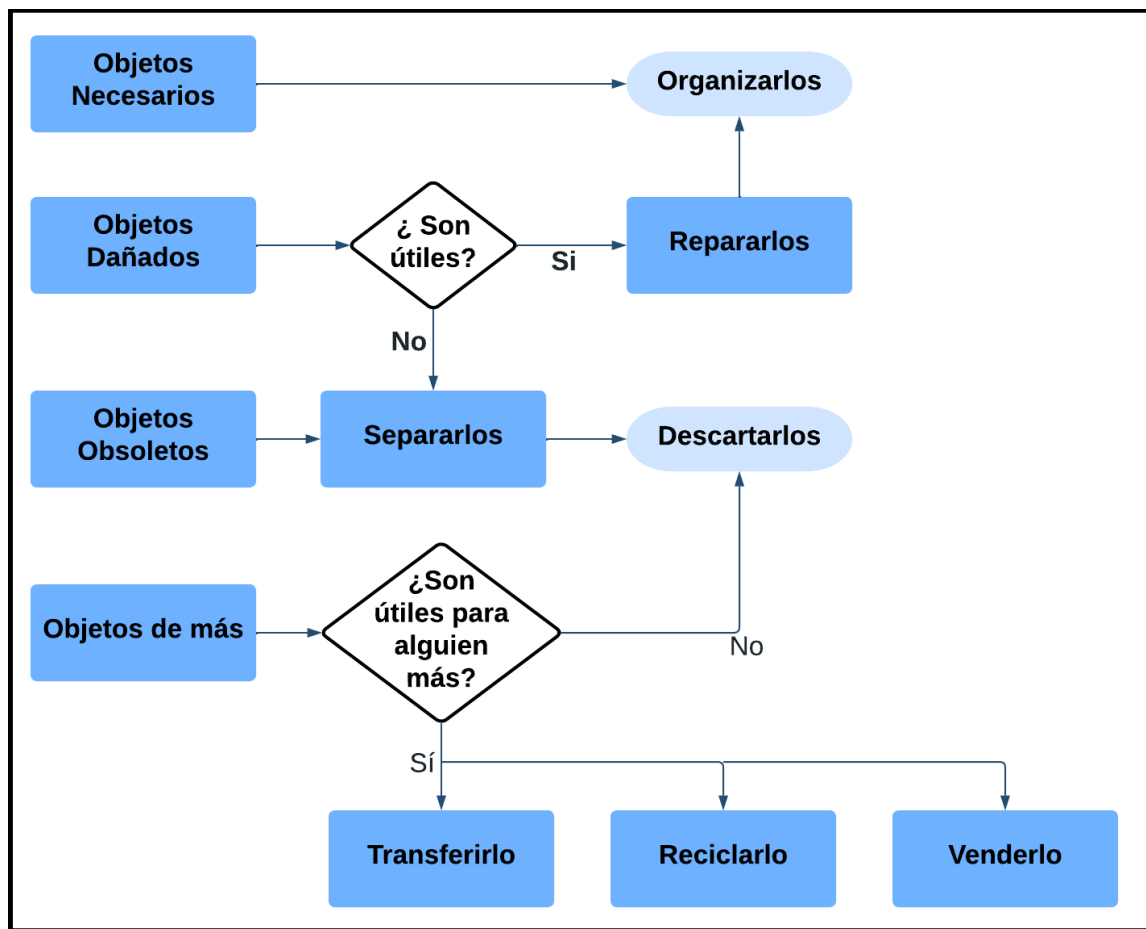 Objetos
Necesarios
Organizarlos
Objetos
Dañados
¿ Son
útiles?
Si
Repararlos
No
Objetos
Obsoletos
Separarlos
Descartarlos
Objetos de más
¿Son
útiles para
alguien
más?
No
Sí
Transferirlo
Reciclarlo
Venderlo